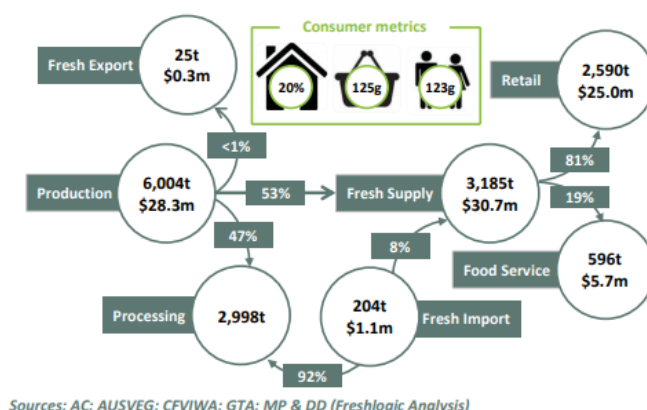 Consumer metrics
20%
125g
123g
Fresh Export
25t
$0.3m
Retail
2,590t
$25.0m
<1%
81%
Production
6,004t
$28.3m
53%
Fresh Supply
3,185t
$30.7m
19%
47%
8%
Food Service
596t
$5.7m
Processing
2,998t
204t
$1.1m
Fresh Import
92%
Sources: AC; AUSVEG; CFVIWA; GTA; MP & DD (Freshlogic Analysis)